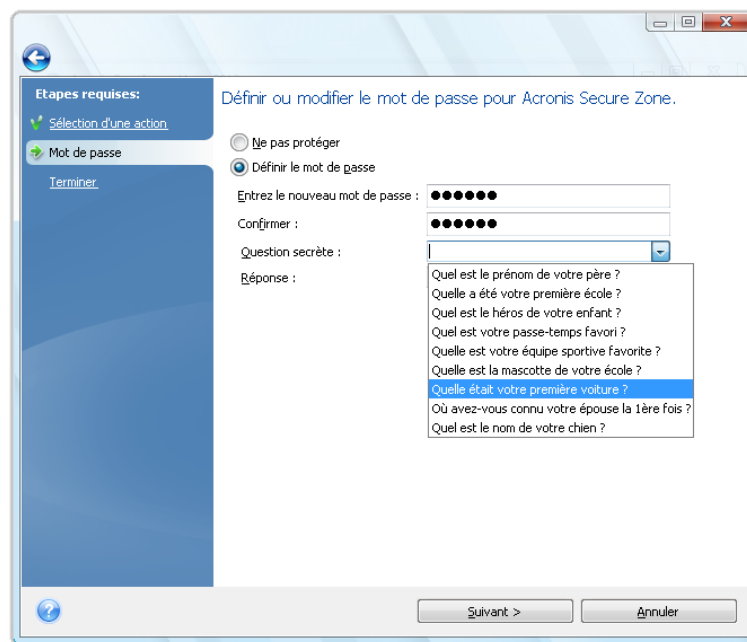 Etapes requises:
Sélection d'une action
Mot de passe
Terminer
Définir ou modifier le mot de passe pour Acronis Secure Zone.
Ne pas protéger
Définir le mot de passe
Entrez le nouveau mot de passe : ●●●●●●
Confirmer : ●●●●●●
Question secrète :
Réponse :
Quel est le prénom de votre père ?
Quelle a été votre première école ?
Quel est le héros de votre enfant ?
Quel est votre passe-temps favori ?
Quelle est votre équipe sportive favorite ?
Quelle est la mascotte de votre école ?
Quelle était votre première voiture ?
Où avez-vous connu votre épouse la 1ère fois ?
Quel est le nom de votre chien ?
?
Suivant >
Annuler